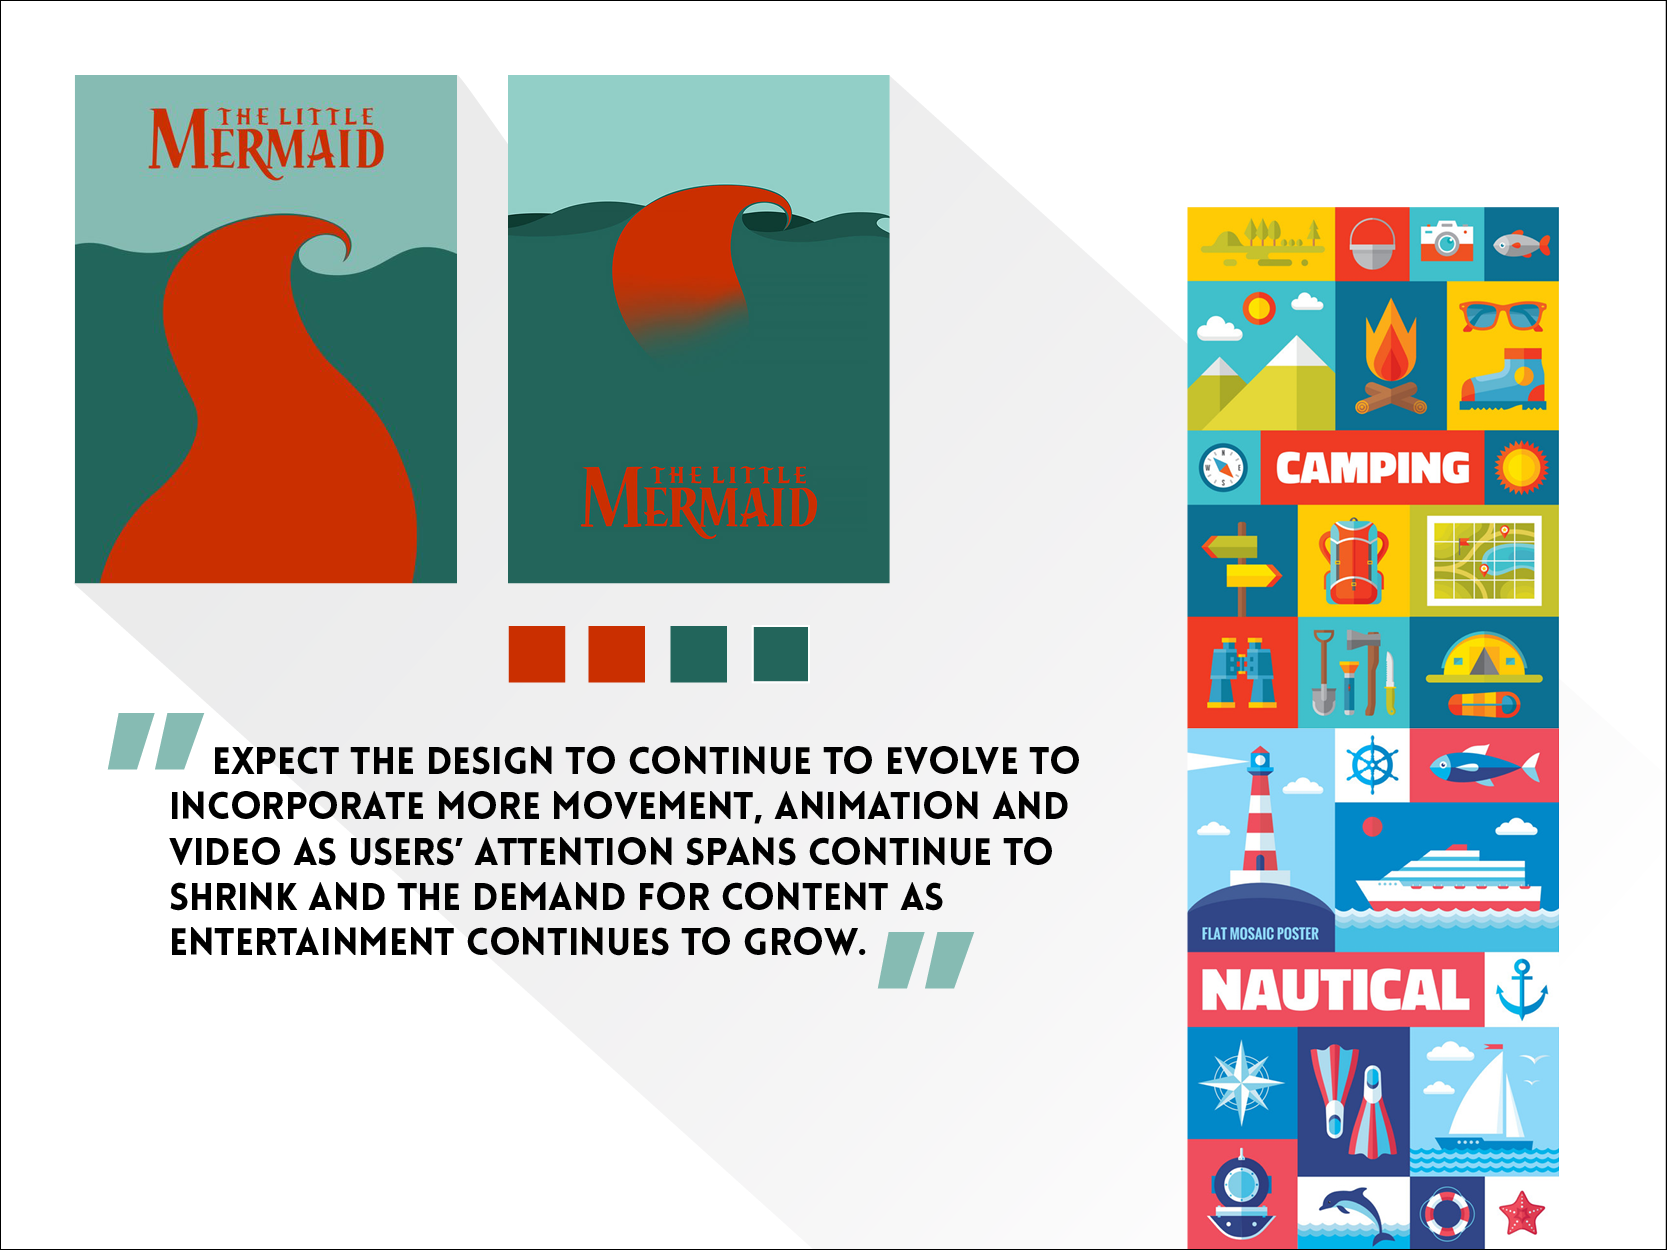 THE LITTLE
MERMAID
THE LITTLE
MERMAID
" EXPECT THE DESIGN TO CONTINUE TO EVOLVE TO
INCORPORATE MORE MOVEMENT, ANIMATION AND
VIDEO AS USERS’ ATTENTION SPANS CONTINUE TO
SHRINK AND THE DEMAND FOR CONTENT AS
ENTERTAINMENT CONTINUES TO GROW. "
N
W E
S
CAMPING
FLAT MOSAIC POSTER
NAUTICAL